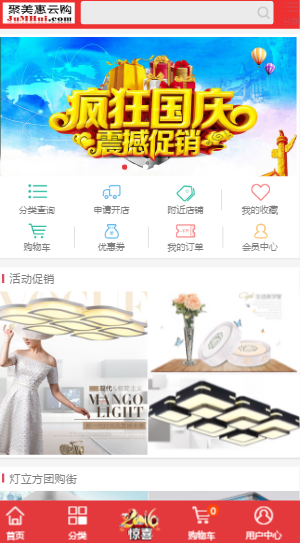 聚美惠云购
JuMHui.com
疯狂国庆
震撼促销
分类查询
申请开店
附近店铺
我的收藏
购物车
优惠券
我的订单
会员中心
活动促销
现代
MANGO
LIGHT
灯立方团购街
首页
分类
2016
惊喜
购物车
0
用户中心